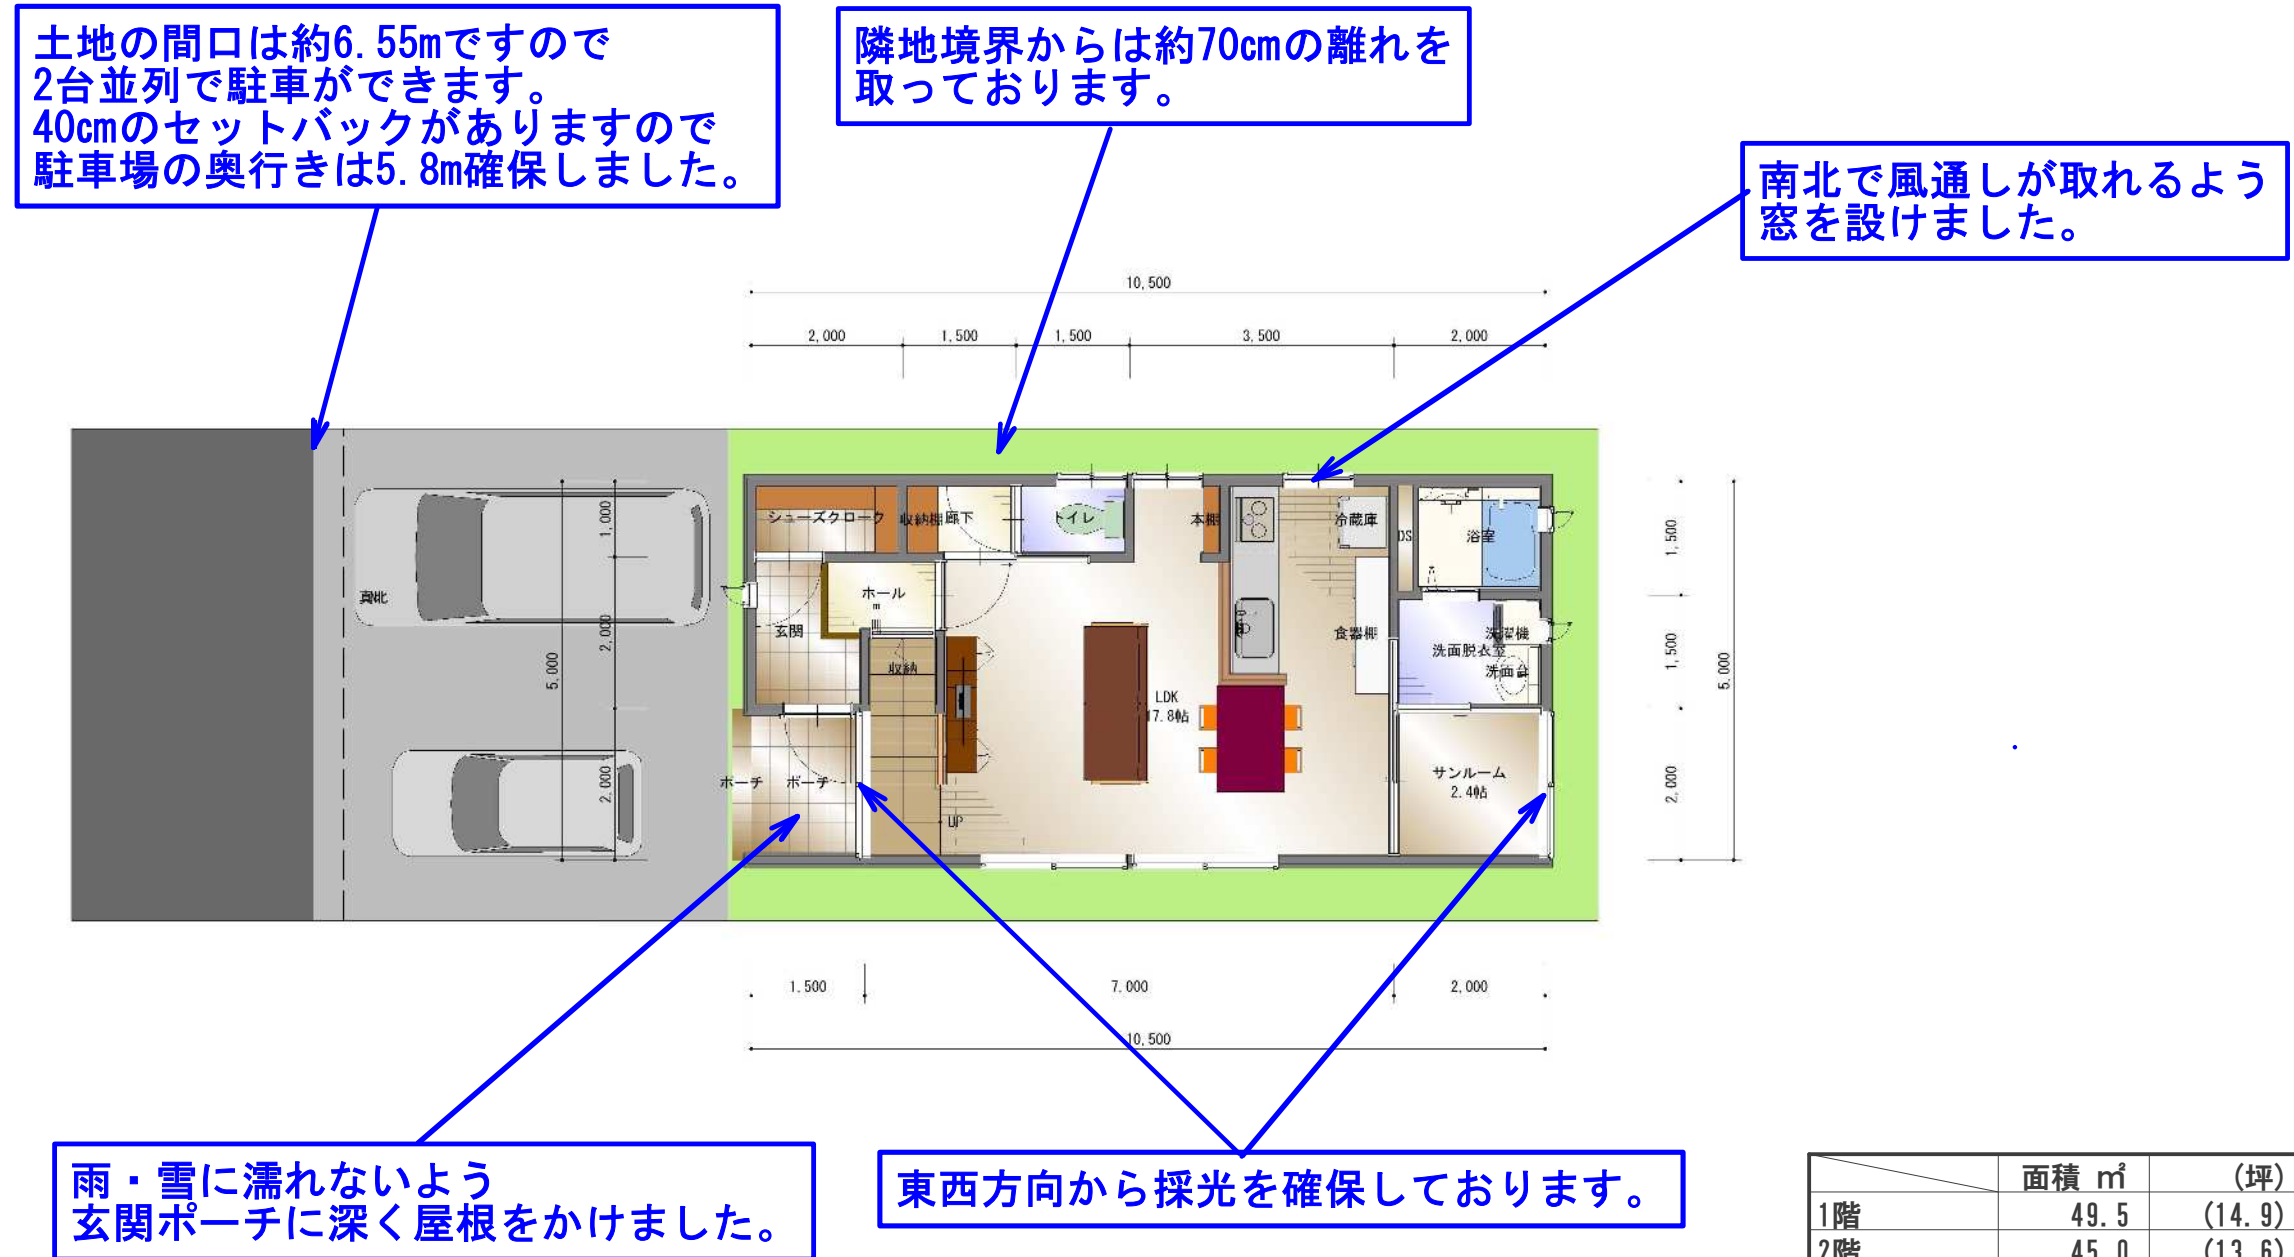 土地の間口は約6.55mですので
2台並列で駐車ができます。
40cmのセットバックがありますので
駐車場の奥行きは5.8m確保しました。
隣地境界からは約70cmの離れを
取っております。
南北で風通しが取れるよう
窓を設けました。
10,500
2,000 1,500 1,500 3,500 2,000
シューズクローク
収納棚
廊下
トイレ
本棚
冷蔵庫
DS
浴室
真北
ホール
玄関
収納
食器棚
洗濯機
洗面脱衣室
洗面台
LDK
17.8帖
サンルーム
2.4帖
ポーチ
ポーチ
UP
1,000
2,000
2,000
5,000
1,500
1,500
2,000
5,000
1,500 7,000 2,000
10,500
雨・雪に濡れないよう
玄関ポーチに深く屋根をかけました。
東西方向から採光を確保しております。
面積 ㎡ (坪)
1階 49.5 (14.9)
2階 45.0 (13.6)